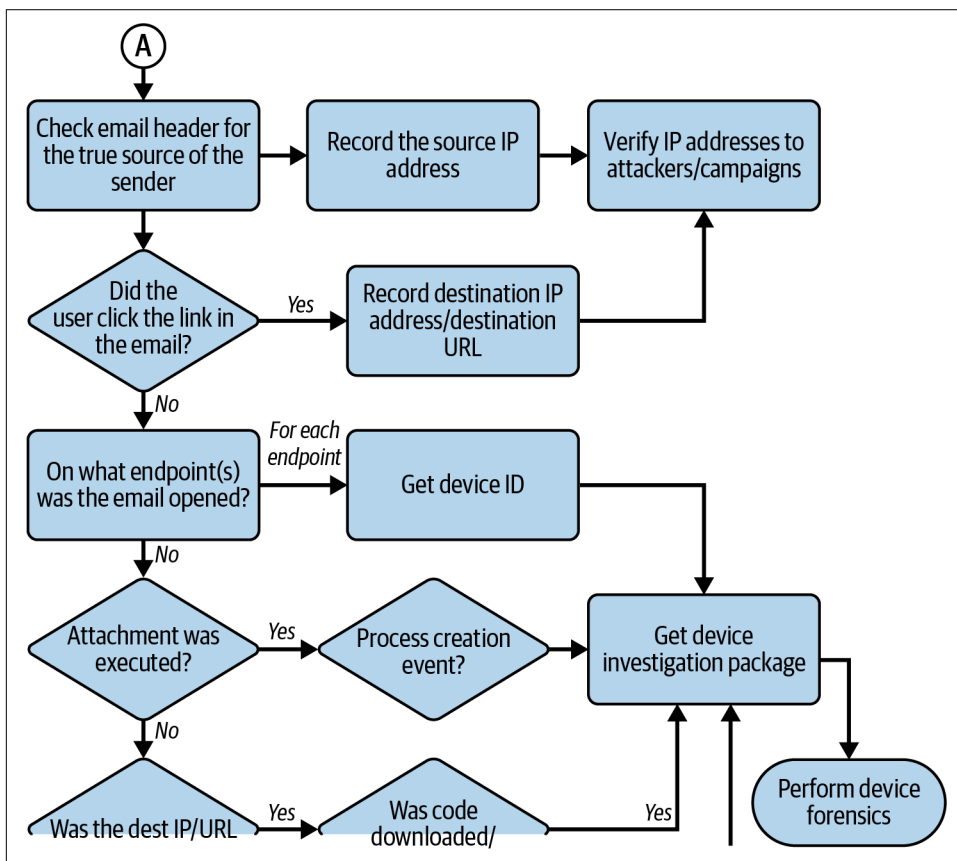 A
Check email header for
the true source of the
sender
Record the source IP
address
Verify IP addresses to
attackers/campaigns
Did the
user click the link in
the email?
Yes
Record destination IP
address/destination
URL
No
On what endpoint(s)
was the email opened?
For each
endpoint
Get device ID
No
Attachment was
executed?
Yes
Process creation
event?
Get device
investigation package
No
Was the dest IP/URL
Yes
Was code
downloaded/
Yes
Perform device
forensics